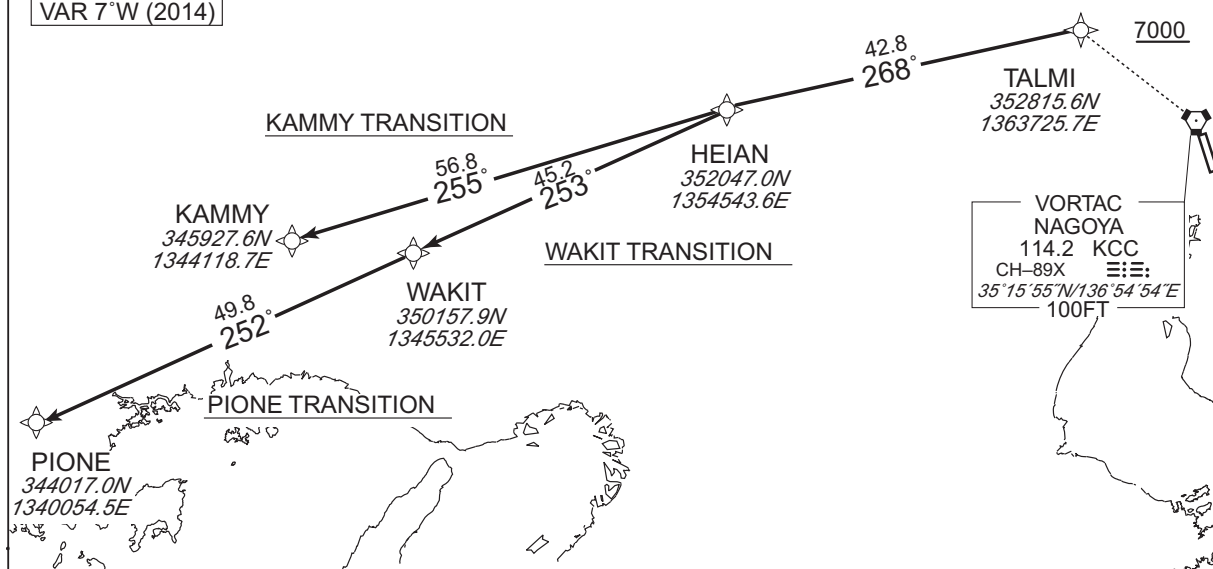 VAR 7˚W (2014)
7000
42.8
268°
TALMI
352815.6N
1363725.7E
KAMMY TRANSITION
HEIAN
352047.0N
1354543.6E
56.8
255°
45.2
253°
KAMMY
345927.6N
1344118.7E
WAKIT TRANSITION
VORTAC
NAGOYA
114.2 KCC
CH–89X
35°15´55˝N/136°54´54˝E
100FT
WAKIT
350157.9N
1345532.0E
49.8
252°
PIONE TRANSITION
PIONE
344017.0N
1340054.5E